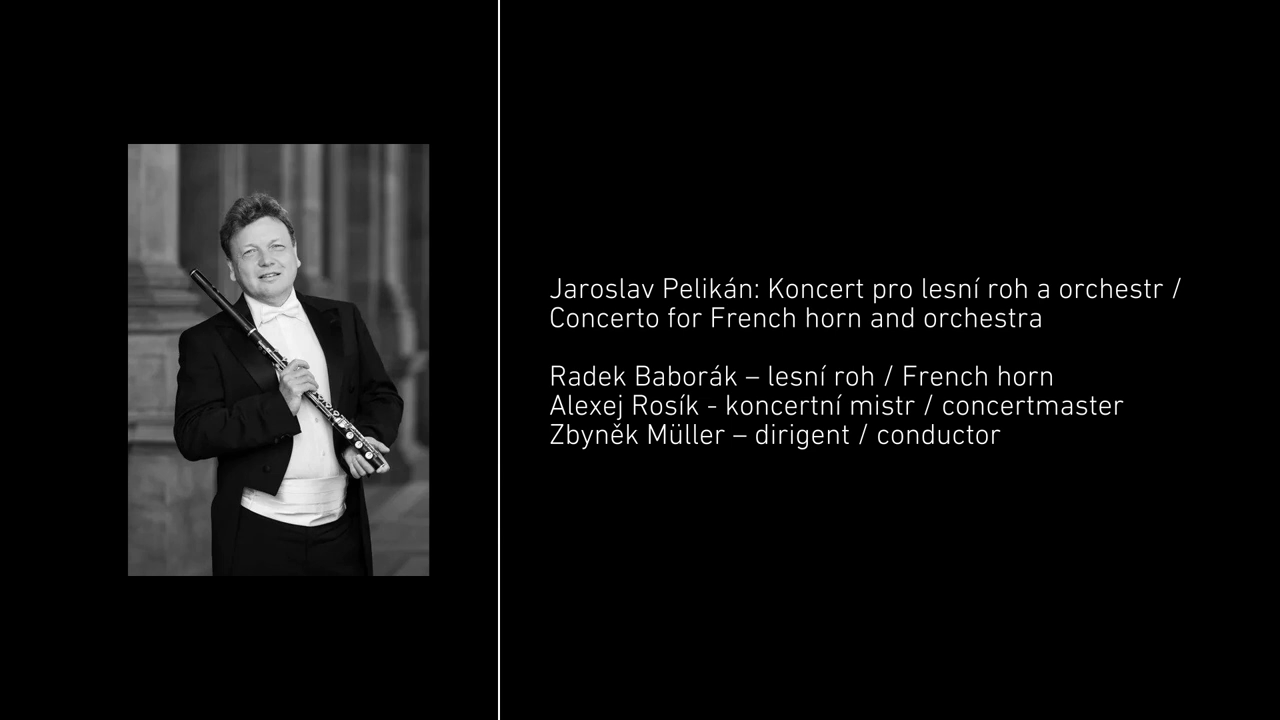 Jaroslav Pelikán: Koncert pro lesní roh a orchestr /
Concerto for French horn and orchestra
Radek Baborák – lesní roh / French horn
Alexej Rosík - koncertní mistr / concertmaster
Zbyněk Müller – dirigent / conductor